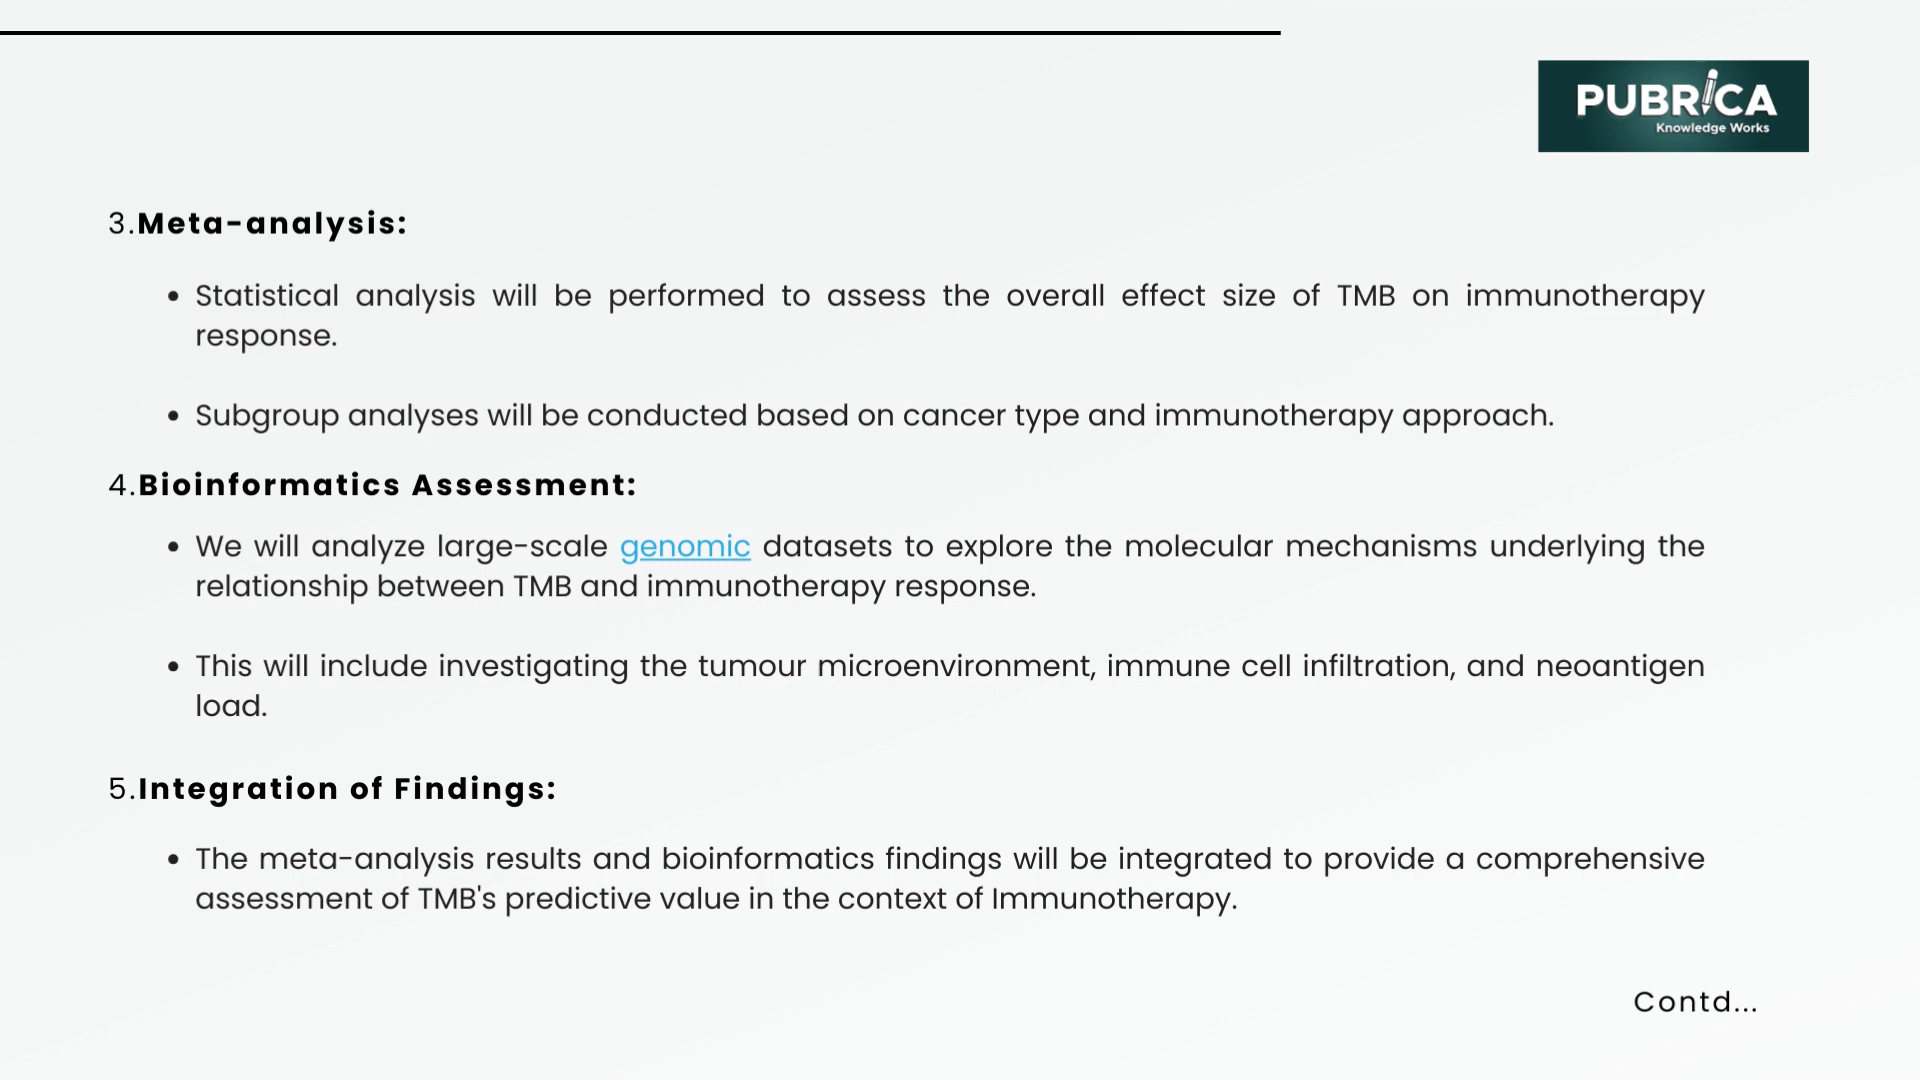 PUBRICA
Knowledge Works
3.Meta-analysis:
• Statistical analysis will be performed to assess the overall effect size of TMB on immunotherapy
response.
• Subgroup analyses will be conducted based on cancer type and immunotherapy approach.
4.Bioinformatics Assessment:
• We will analyze large-scale genomic datasets to explore the molecular mechanisms underlying the
relationship between TMB and immunotherapy response.
• This will include investigating the tumour microenvironment, immune cell infiltration, and neoantigen
load.
5.Integration of Findings:
• The meta-analysis results and bioinformatics findings will be integrated to provide a comprehensive
assessment of TMB's predictive value in the context of Immunotherapy.
Contd...